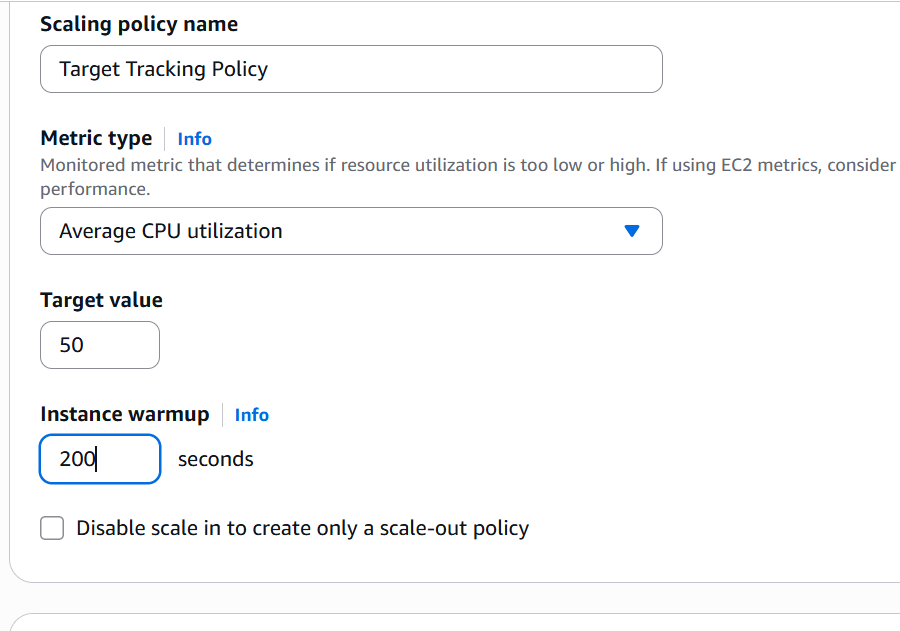 Scaling policy name
Target Tracking Policy
Metric type Info
Monitored metric that determines if resource utilization is too low or high. If using EC2 metrics, consider
performance.
Average CPU utilization
Target value
50
Instance warmup Info
200 seconds
Disable scale in to create only a scale-out policy